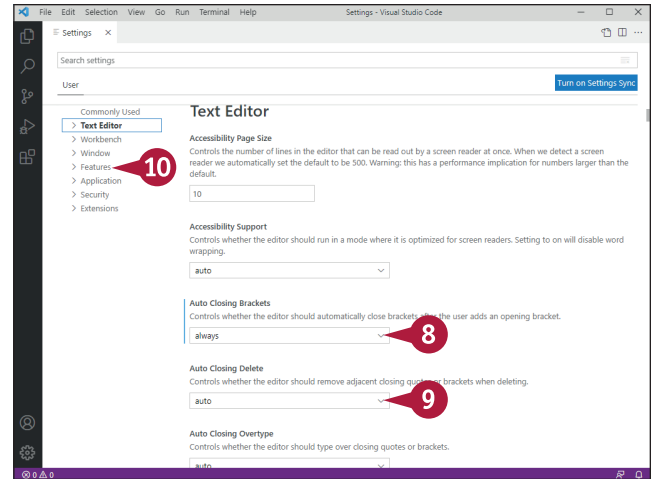 File Edit Selection View Go Run Terminal Help Settings - Visual Studio Code
Settings
Search settings
User
Turn on Settings Sync
Commonly Used
Text Editor
Workbench
Window
Features
Application
Security
Extensions
10
Text Editor
Accessibility Page Size
Controls the number of lines in the editor that can be read out by a screen reader at once. When we detect a screen
reader we automatically set the default to be 500. Warning: this has a performance implication for numbers larger than the
default.
10
Accessibility Support
Controls whether the editor should run in a mode where it is optimized for screen readers. Setting to on will disable word
wrapping.
auto
Auto Closing Brackets
Controls whether the editor should automatically close brackets after the user adds an opening bracket.
always
8
Auto Closing Delete
Controls whether the editor should remove adjacent closing quotes or brackets when deleting.
auto
9
Auto Closing Overtype
Controls whether the editor should type over closing quotes or brackets.
auto
0 0